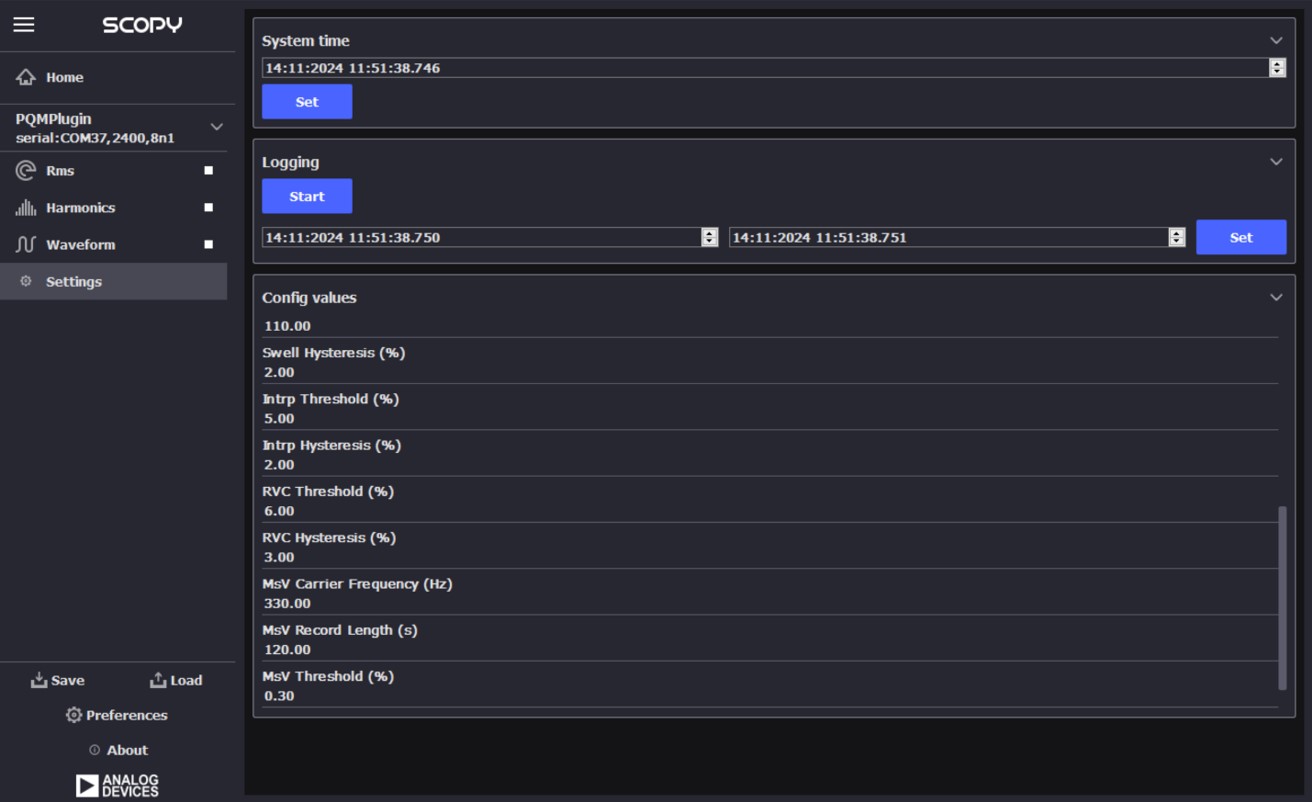 SCOPY
Home
PQMPlugin
serial:COM37,2400,8n1
Rms
Harmonics
Waveform
Settings
Save
Load
Preferences
About
ANALOG
DEVICES
System time
14:11:2024 11:51:38.746
Set
Logging
Start
14:11:2024 11:51:38.750
14:11:2024 11:51:38.751
Set
Config values
110.00
Swell Hysteresis (%)
2.00
Intrp Threshold (%)
5.00
Intrp Hysteresis (%)
2.00
RVC Threshold (%)
6.00
RVC Hysteresis (%)
3.00
MsV Carrier Frequency (Hz)
330.00
MsV Record Length (s)
120.00
MsV Threshold (%)
0.30